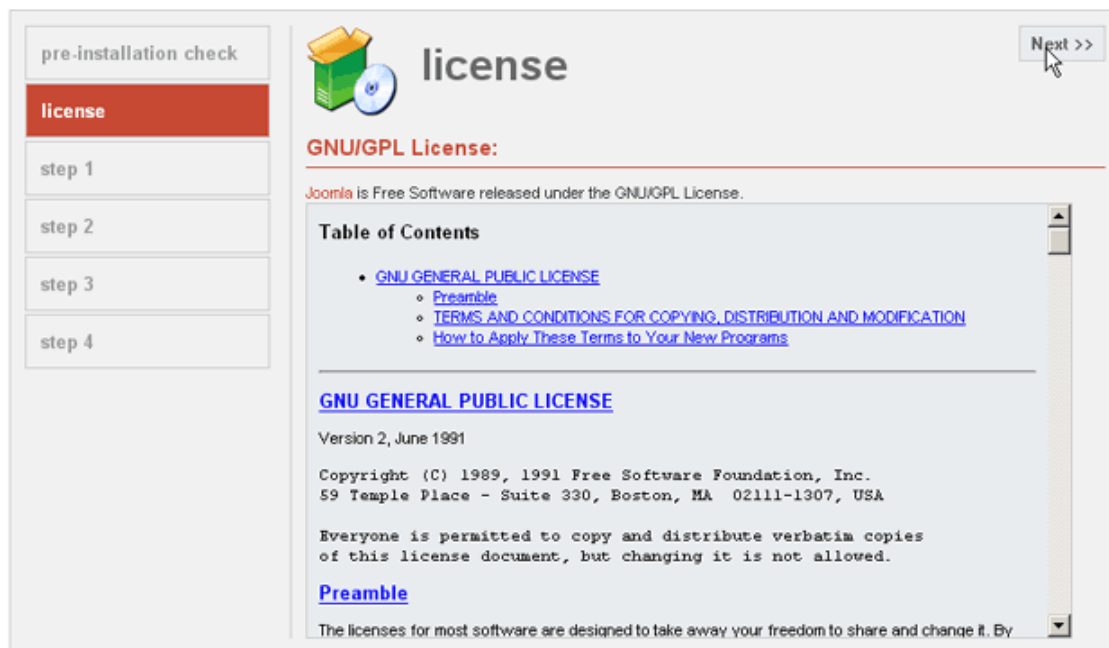 pre-installation check
license
step 1
step 2
step 3
step 4
license
Next >>
GNU/GPL License:
Joomla is Free Software released under the GNU/GPL License.
Table of Contents
GNU GENERAL PUBLIC LICENSE
Preamble
TERMS AND CONDITIONS FOR COPYING, DISTRIBUTION AND MODIFICATION
How to Apply These Terms to Your New Programs
GNU GENERAL PUBLIC LICENSE
Version 2, June 1991
Copyright (C) 1989, 1991 Free Software Foundation, Inc.
59 Temple Place - Suite 330, Boston, MA  02111-1307, USA
Everyone is permitted to copy and distribute verbatim copies
of this license document, but changing it is not allowed.
Preamble
The licenses for most software are designed to take away your freedom to share and change it. By